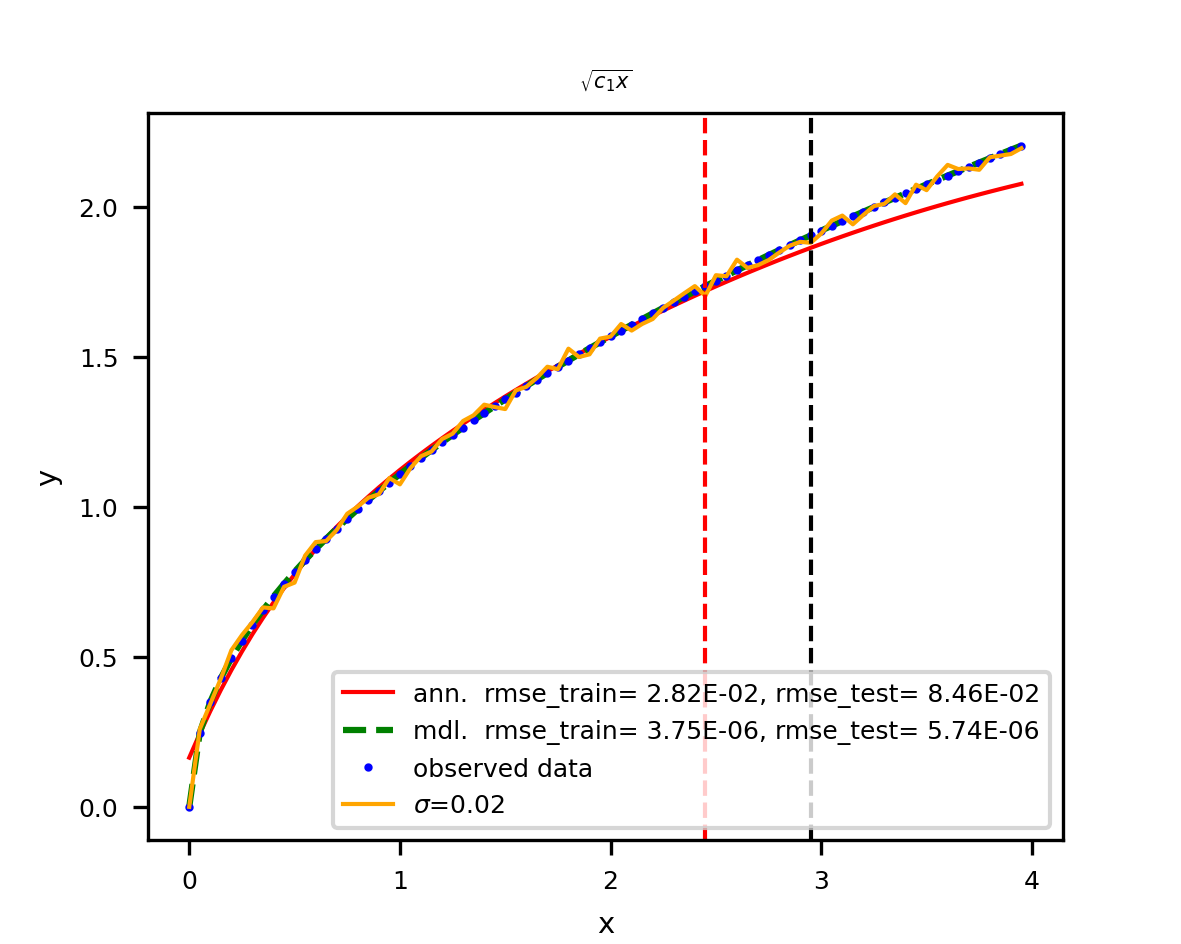 √c₁x
y
2.0
1.5
1.0
0.5
0.0
ann.  rmse_train= 2.82E-02, rmse_test= 8.46E-02
mdl.  rmse_train= 3.75E-06, rmse_test= 5.74E-06
observed data
σ=0.02
0 1 2 3 4
x